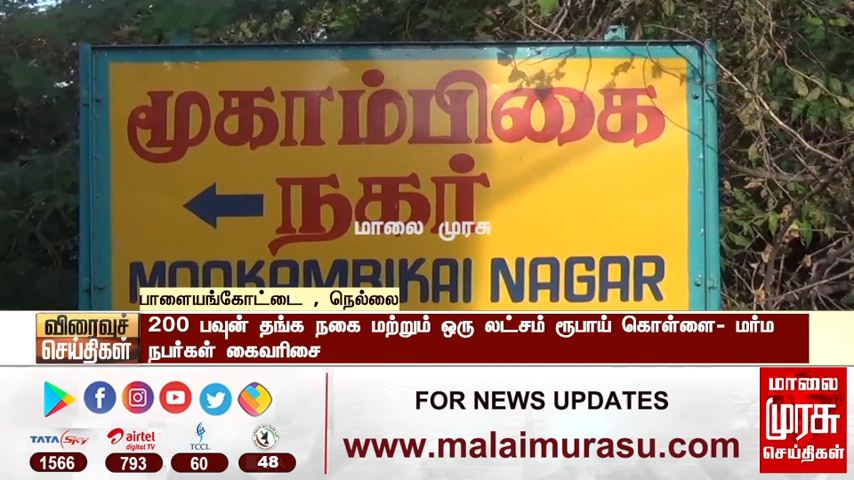 மூகாம்பிகை
நகர்
மாலை முரசு
MOOKAMBIKAI NAGAR
பாளையங்கோட்டை , நெல்லை
விரைவுச்
செய்திகள்
200 பவுன் தங்க நகை மற்றும் ஒரு லட்சம் ரூபாய் கொள்ளை- மர்ம
நபர்கள் கைவரிசை
FOR NEWS UPDATES
www.malaimurasu.com
TATA SKY
1566
airtel
digital TV
793
TCCL
60
48
மாலை
முரசு
செய்திகள்